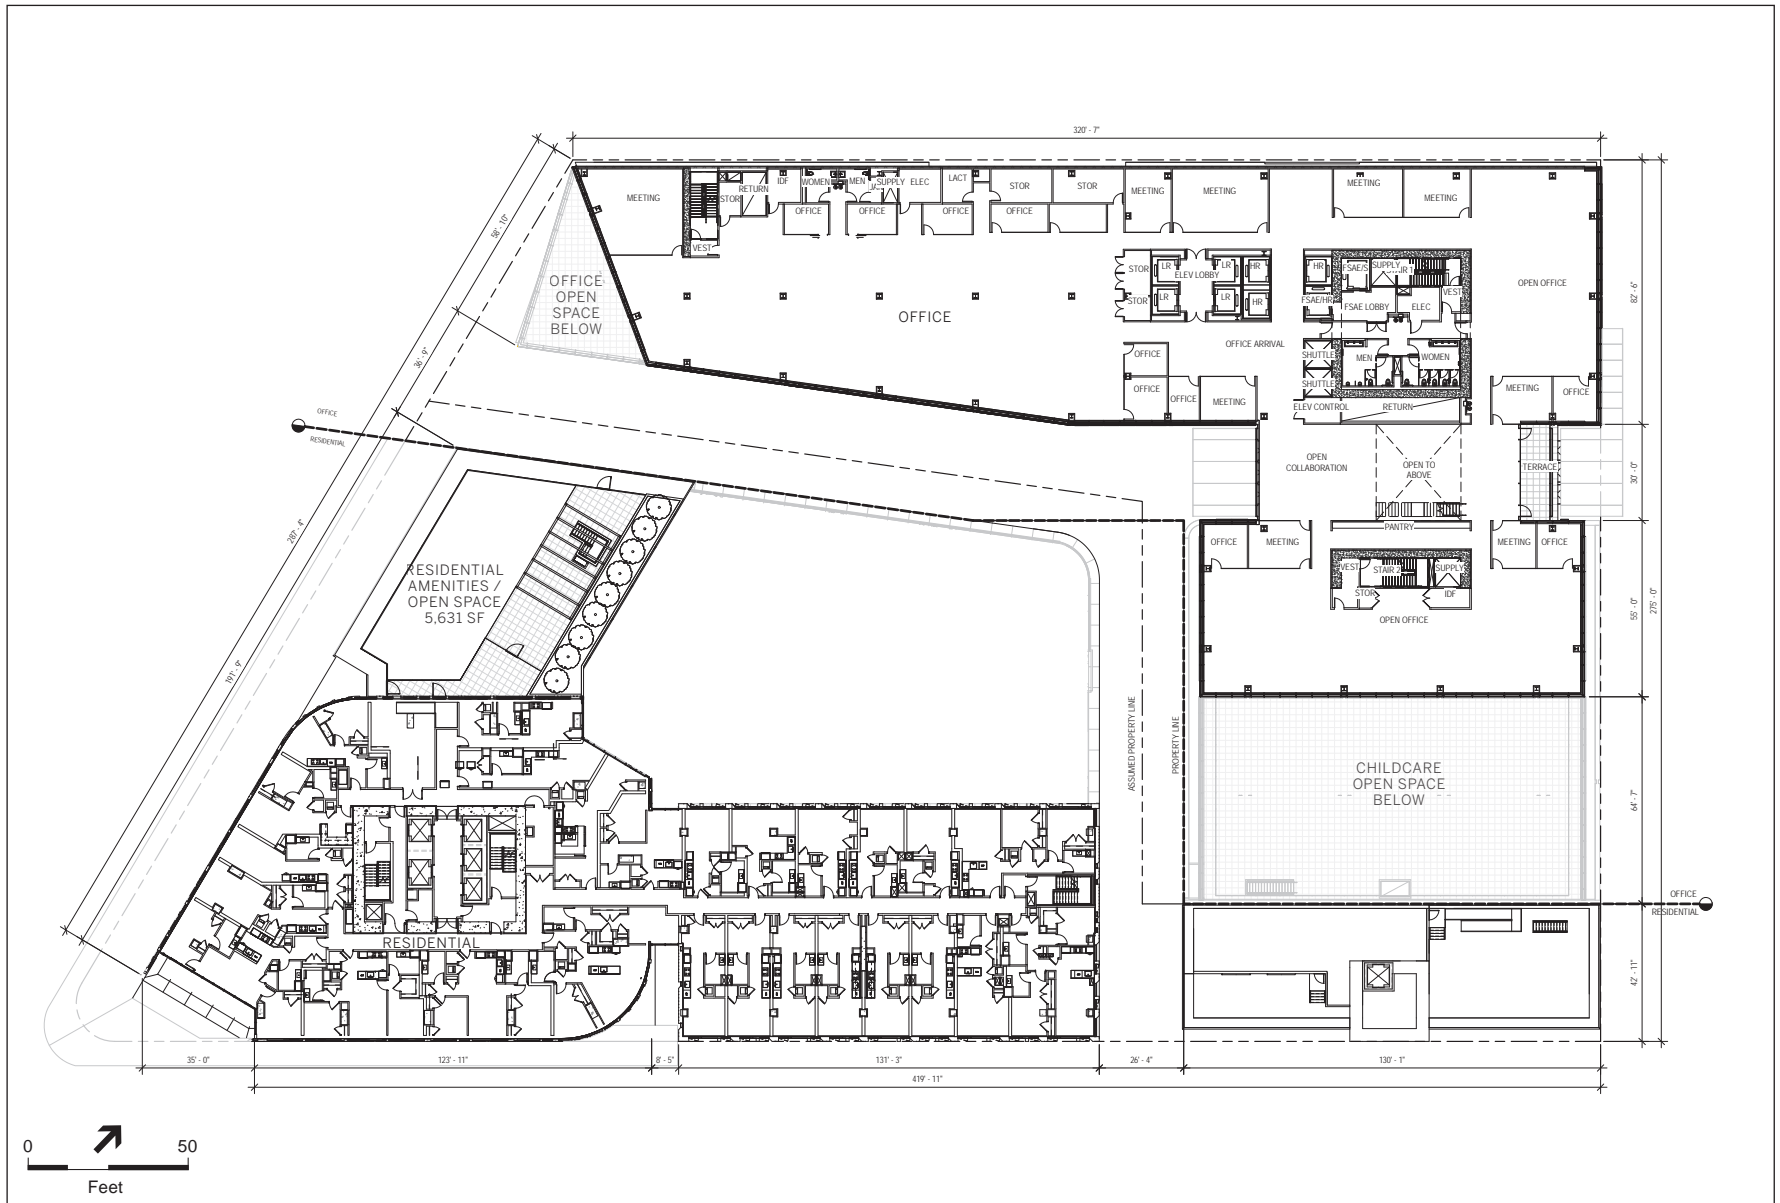 320' - 7"
MEETING
STOR
RETURN
IDF
WOMEN
MEN
SUPPLY
ELEC
LACT
STOR
STOR
MEETING
MEETING
MEETING
MEETING
OFFICE
OFFICE
OFFICE
OFFICE
VEST
58' - 10"
OFFICE
OPEN
SPACE
BELOW
STOR
LR
ELEV LOBBY
LR
HR
HR
FSAE/S
SUPPLY
STAIR 1
VEST
OPEN OFFICE
82' - 6"
STOR
LR
LR
HR
FSAE/HR
FSAE LOBBY
ELEC
OFFICE
OFFICE ARRIVAL
36' - 9"
OFFICE
SHUTTLE
MEN
WOMEN
OFFICE
OFFICE
MEETING
SHUTTLE
MEETING
OFFICE
ELEV CONTROL
RETURN
OFFICE
RESIDENTIAL
OPEN
COLLABORATION
OPEN TO
ABOVE
TERRACE
30' - 0"
287' - 4"
PANTRY
OFFICE
MEETING
MEETING
OFFICE
RESIDENTIAL
AMENITIES /
OPEN SPACE
5,631 SF
VEST
STAIR 2
SUPPLY
STOR
IDF
OPEN OFFICE
55' - 0"
275' - 0"
191' - 9"
ASSUMED PROPERTY LINE
PROPERTY LINE
CHILDCARE
OPEN SPACE
BELOW
64' - 7"
OFFICE
RESIDENTIAL
RESIDENTIAL
42' - 11"
35' - 0"
123' - 11"
8' - 5"
131' - 3"
26' - 4"
130' - 1"
419' - 11"
0
50
Feet